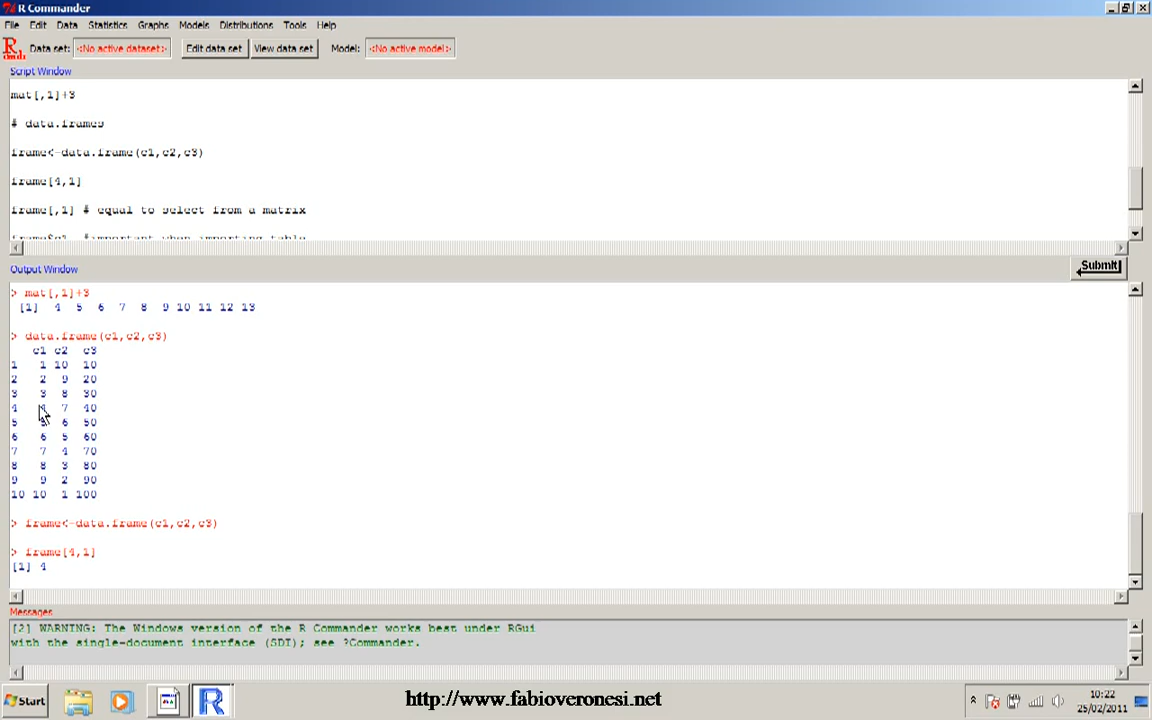 R Commander
File Edit Data Statistics Graphs Models Distributions Tools Help
R cmdr Data set: <No active dataset> Edit data set View data set Model: <No active model>
Script Window
mat[,1]+3
# data.frames
frame<-data.frame(c1,c2,c3)
frame[4,1]
frame[,1] # equal to select from a matrix
frame$c1 #important when importing table
Output Window
Submit
> mat[,1]+3
[1] 4 5 6 7 8 9 10 11 12 13
> data.frame(c1,c2,c3)
c1 c2 c3
1 1 10 10
2 2 9 20
3 3 8 30
4 4 7 40
5 5 6 50
6 6 5 60
7 7 4 70
8 8 3 80
9 9 2 90
10 10 1 100
> frame<-data.frame(c1,c2,c3)
> frame[4,1]
[1] 4
Messages
[2] WARNING: The Windows version of the R Commander works best under RGui
with the single-document interface (SDI); see ?Commander.
Start
http://www.fabioveronesi.net
10:22
25/02/2011